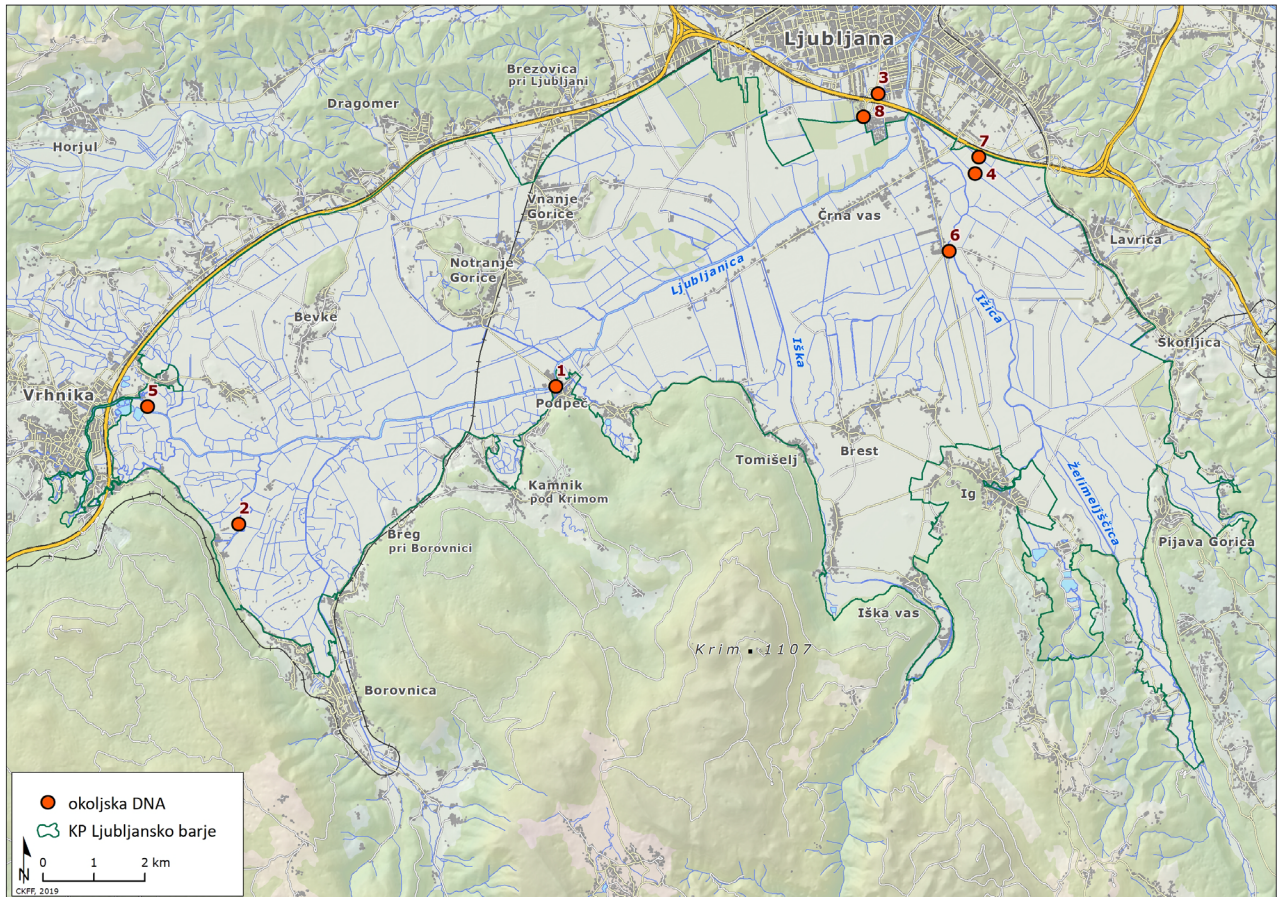 Ljubljana
Brezovica
pri Ljubljani
3
Dragomer
8
Horjul
7
4
Vnanje
Gorice
Črna vas
6
Lavrica
Notranje
Gorice
Ljubljanica
Ižica
Bevke
Iška
Škofljica
1
Vrhnika
5
Podpeč
Brest
Tomišelj
Kamnik
pod Krimom
Ig
Želimeljščica
2
Breg
pri Borovnici
Pijava Gorica
Iška vas
Krim 1107
Borovnica
okoljska DNA
KP Ljubljansko barje
N
0 1 2 km
CKFF, 2019